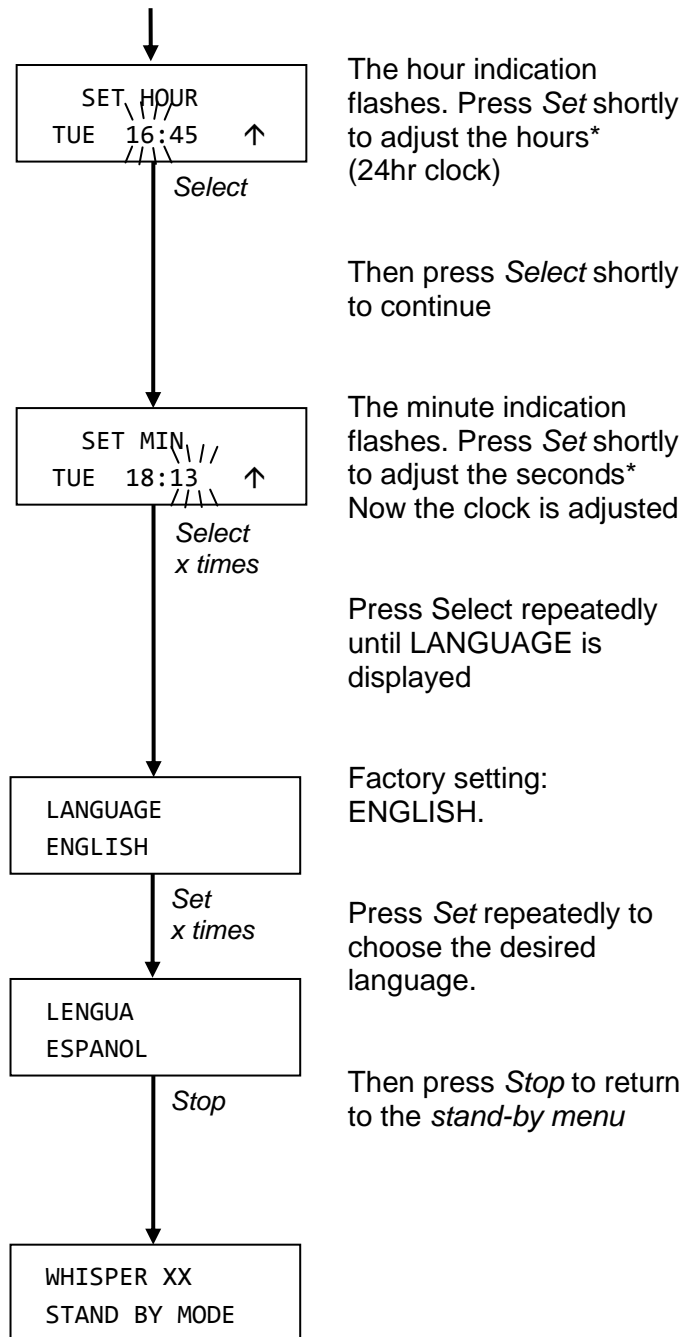 SET HOUR
TUE 16:45 ↑
Select
The hour indication
flashes. Press Set shortly
to adjust the hours*
(24hr clock)
Then press Select shortly
to continue
SET MIN
TUE 18:13 ↑
Select
x times
The minute indication
flashes. Press Set shortly
to adjust the seconds*
Now the clock is adjusted
Press Select repeatedly
until LANGUAGE is
displayed
LANGUAGE
ENGLISH
Set
x times
Factory setting:
ENGLISH.
Press Set repeatedly to
choose the desired
language.
LENGUA
ESPANOL
Stop
Then press Stop to return
to the stand-by menu
WHISPER XX
STAND BY MODE